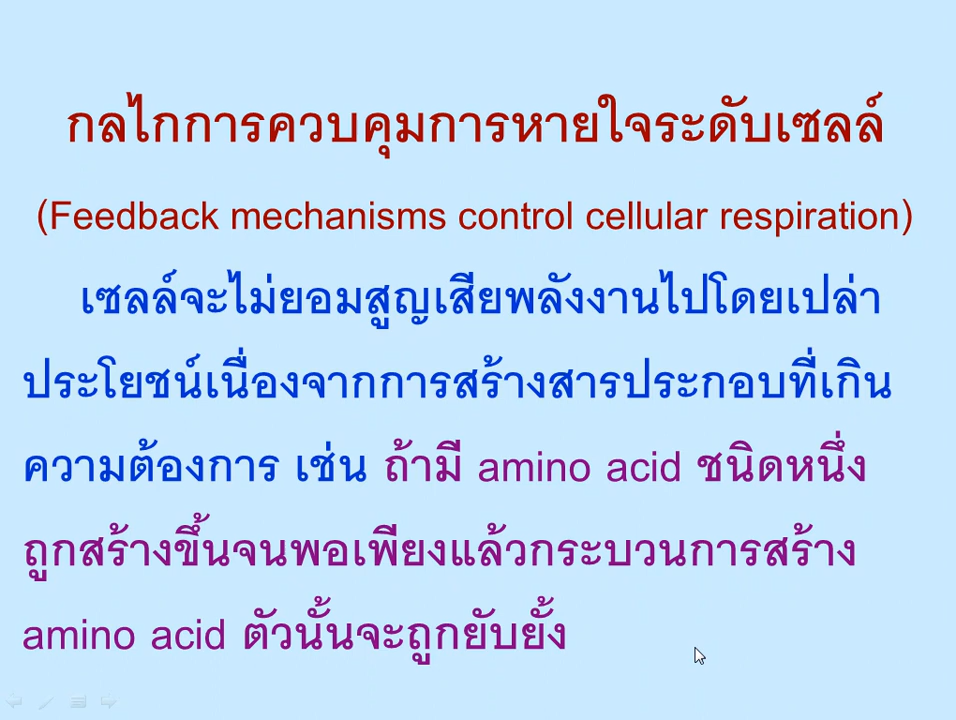 กลไกการควบคุมการหายใจระดับเซลล์
(Feedback mechanisms control cellular respiration)
เซลล์จะไม่ยอมสูญเสียพลังงานไปโดยเปล่า
ประโยชน์เนื่องจากการสร้างสารประกอบที่เกิน
ความต้องการ เช่น ถ้ามี amino acid ชนิดหนึ่ง
ถูกสร้างขึ้นจนพอเพียงแล้วกระบวนการสร้าง
amino acid ตัวนั้นจะถูกยับยั้ง